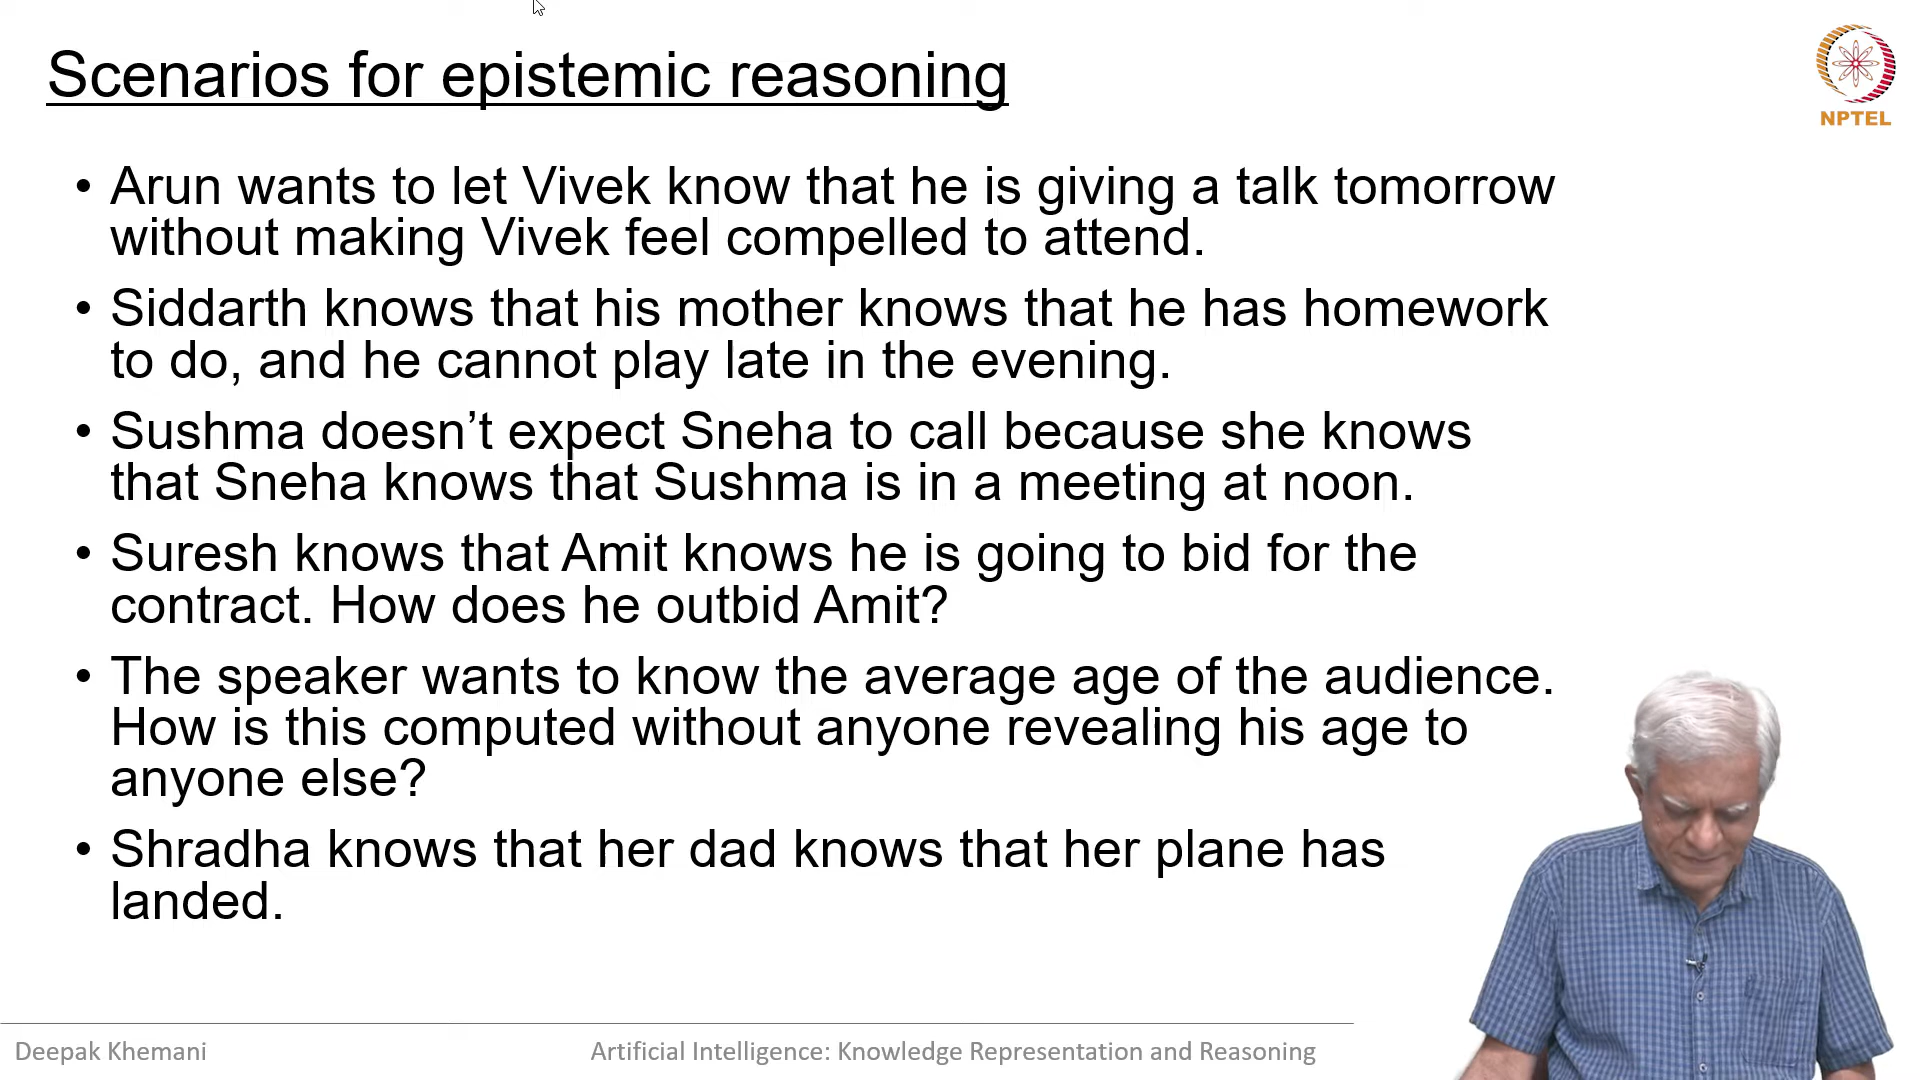 Scenarios for epistemic reasoning
NPTEL
• Arun wants to let Vivek know that he is giving a talk tomorrow
without making Vivek feel compelled to attend.
• Siddarth knows that his mother knows that he has homework
to do, and he cannot play late in the evening.
• Sushma doesn’t expect Sneha to call because she knows
that Sneha knows that Sushma is in a meeting at noon.
• Suresh knows that Amit knows he is going to bid for the
contract. How does he outbid Amit?
• The speaker wants to know the average age of the audience.
How is this computed without anyone revealing his age to
anyone else?
• Shradha knows that her dad knows that her plane has
landed.
Deepak Khemani
Artificial Intelligence: Knowledge Representation and Reasoning